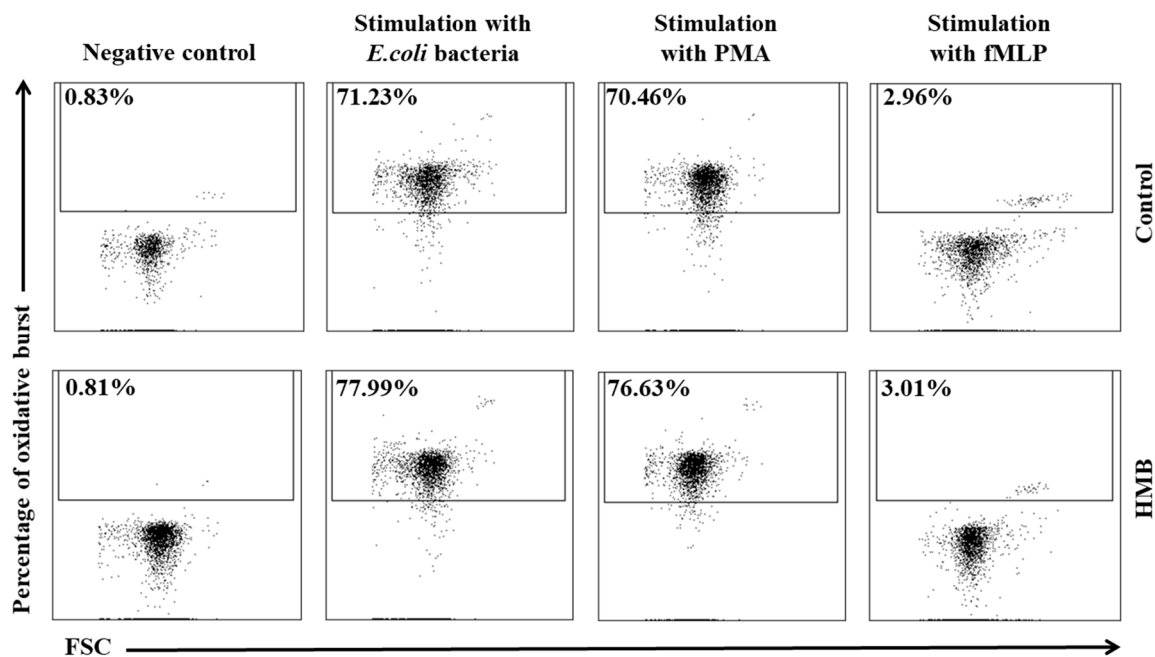 Negative control
Stimulation with
E.coli bacteria
Stimulation
with PMA
Stimulation
with fMLP
0.83%
71.23%
70.46%
2.96%
Control
0.81%
77.99%
76.63%
3.01%
HMB
Percentage of oxidative burst
FSC